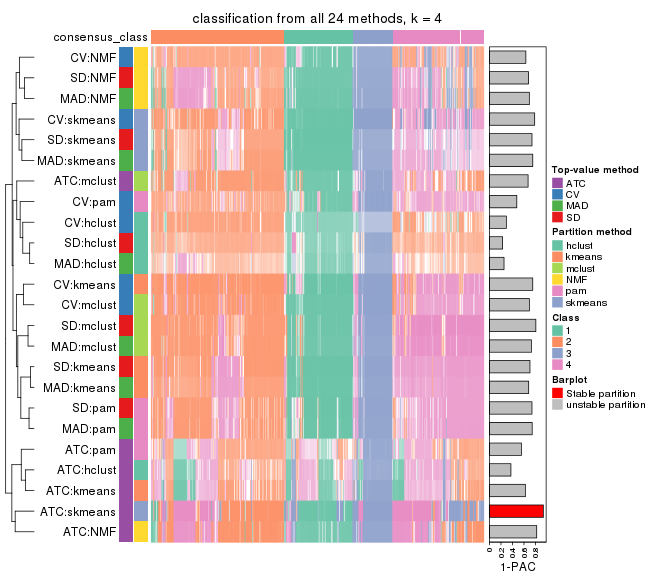 classification from all 24 methods, k = 4
consensus_class
CV:NMF
SD:NMF
MAD:NMF
CV:skmeans
SD:skmeans
MAD:skmeans
ATC:mclust
CV:pam
CV:hclust
SD:hclust
MAD:hclust
CV:kmeans
CV:mclust
SD:mclust
MAD:mclust
SD:kmeans
MAD:kmeans
SD:pam
MAD:pam
ATC:pam
ATC:hclust
ATC:kmeans
ATC:skmeans
ATC:NMF
0
0.2
0.4
0.6
0.8
1-PAC
Top-value method
ATC
CV
MAD
SD
Partition method
hclust
kmeans
mclust
NMF
pam
skmeans
Class
1
2
3
4
Barplot
Stable partition
unstable partition